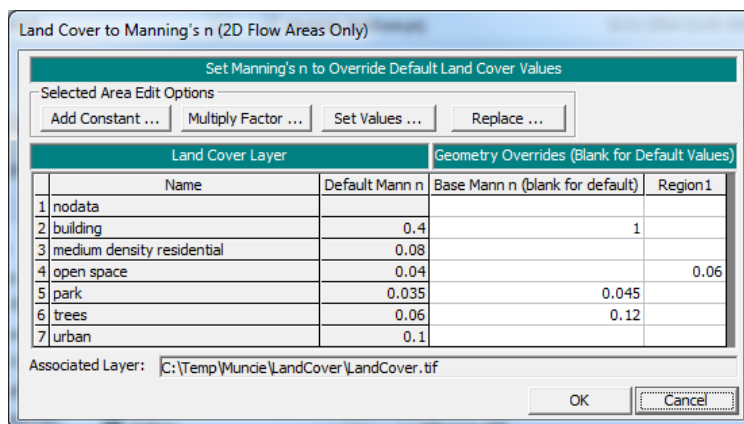 Land Cover to Manning's n (2D Flow Areas Only)
Set Manning's n to Override Default Land Cover Values
Selected Area Edit Options
Add Constant ... Multiply Factor ... Set Values ... Replace ...
Land Cover Layer Geometry Overrides (Blank for Default Values)
Name Default Mann n Base Mann n (blank for default) Region1
1 nodata
2 building 0.4 1
3 medium density residential 0.08
4 open space 0.04 0.06
5 park 0.035 0.045
6 trees 0.06 0.12
7 urban 0.1
Associated Layer: C:\Temp\Muncie\LandCover\LandCover.tif
OK Cancel